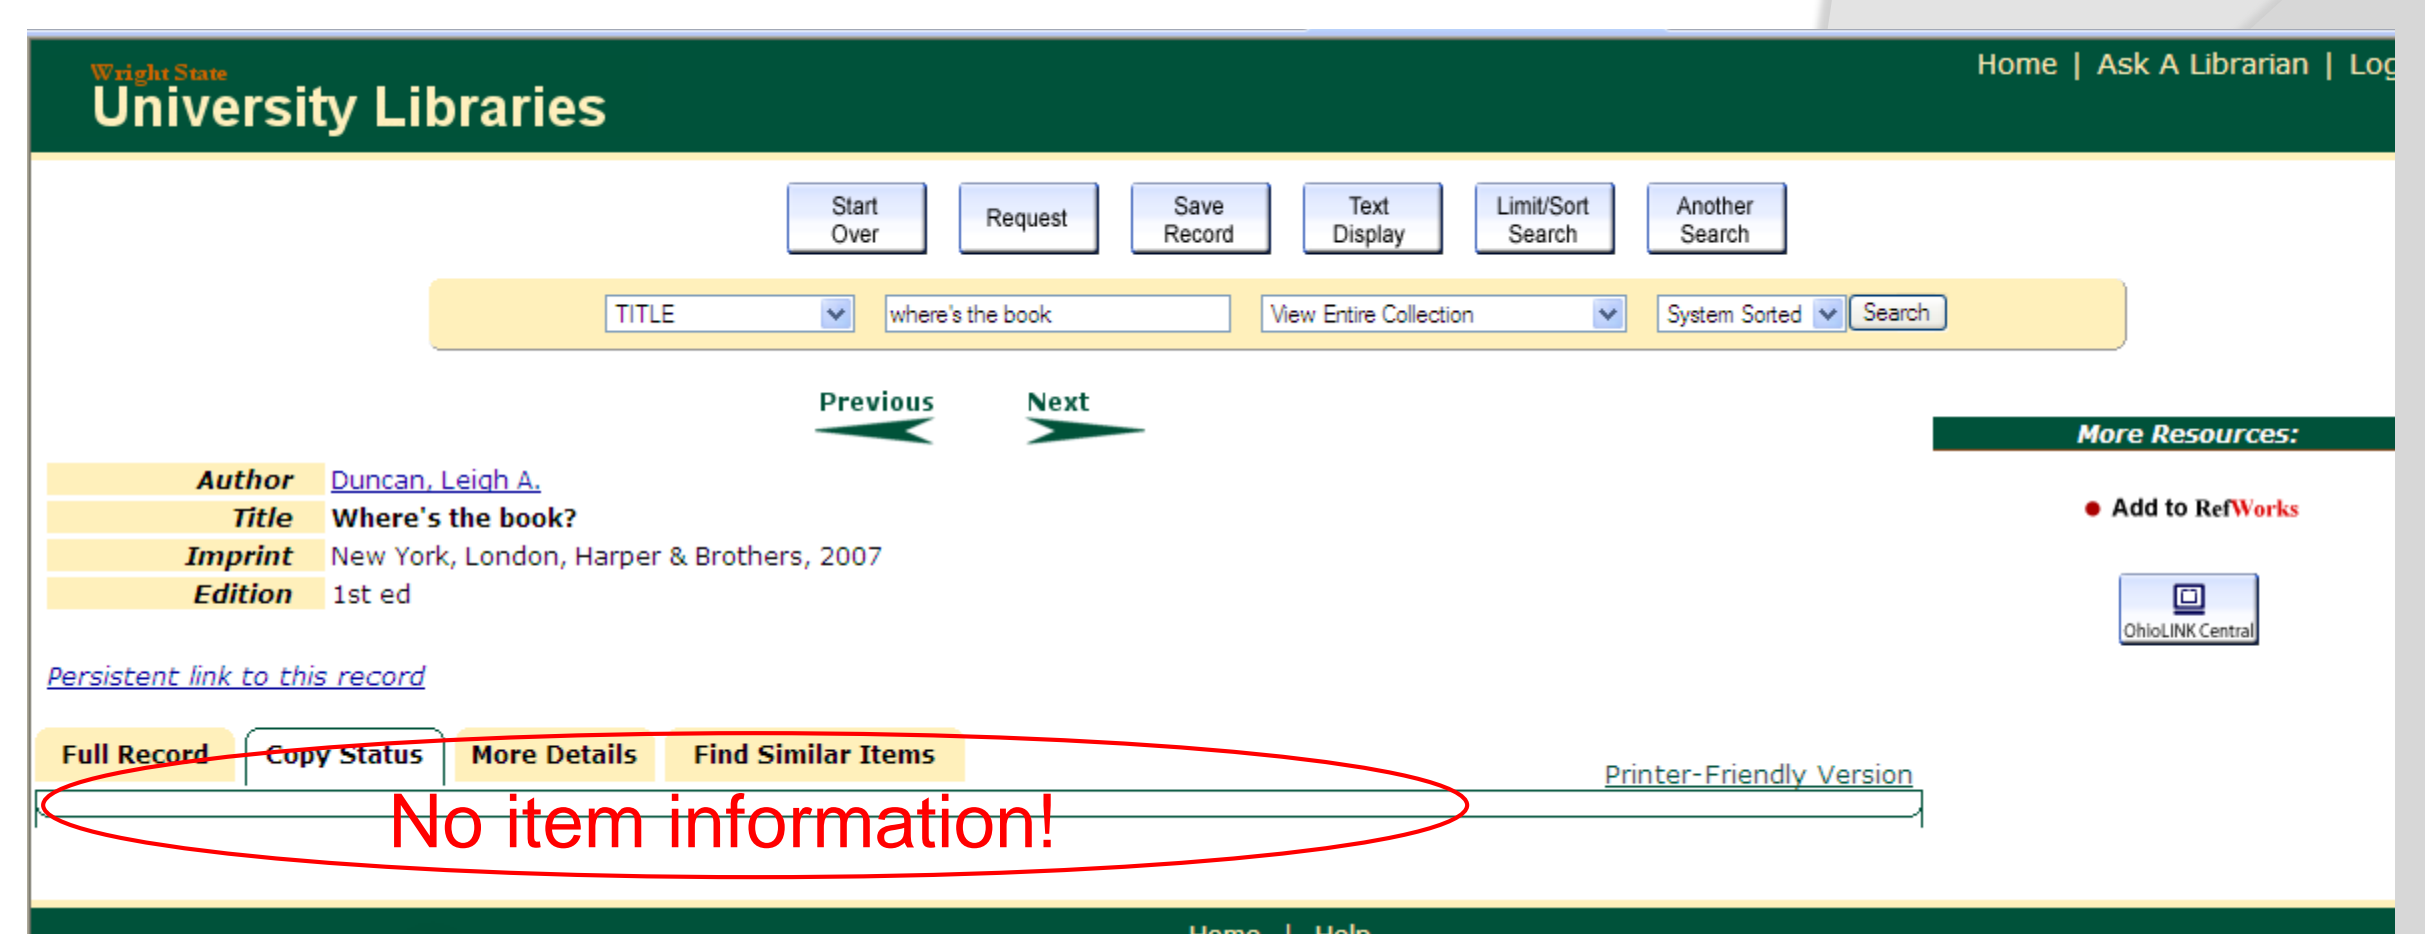 Home | Ask A Librarian | Log
Wright State
University Libraries
Start Over
Request
Save Record
Text Display
Limit/Sort Search
Another Search
TITLE
where's the book
View Entire Collection
System Sorted
Search
Previous
Next
More Resources:
Author Duncan, Leigh A.
Title Where's the book?
Imprint New York, London, Harper & Brothers, 2007
Edition 1st ed
Add to RefWorks
OhioLINK Central
Persistent link to this record
Full Record
Copy Status
More Details
Find Similar Items
Printer-Friendly Version
No item information!
Home | Help